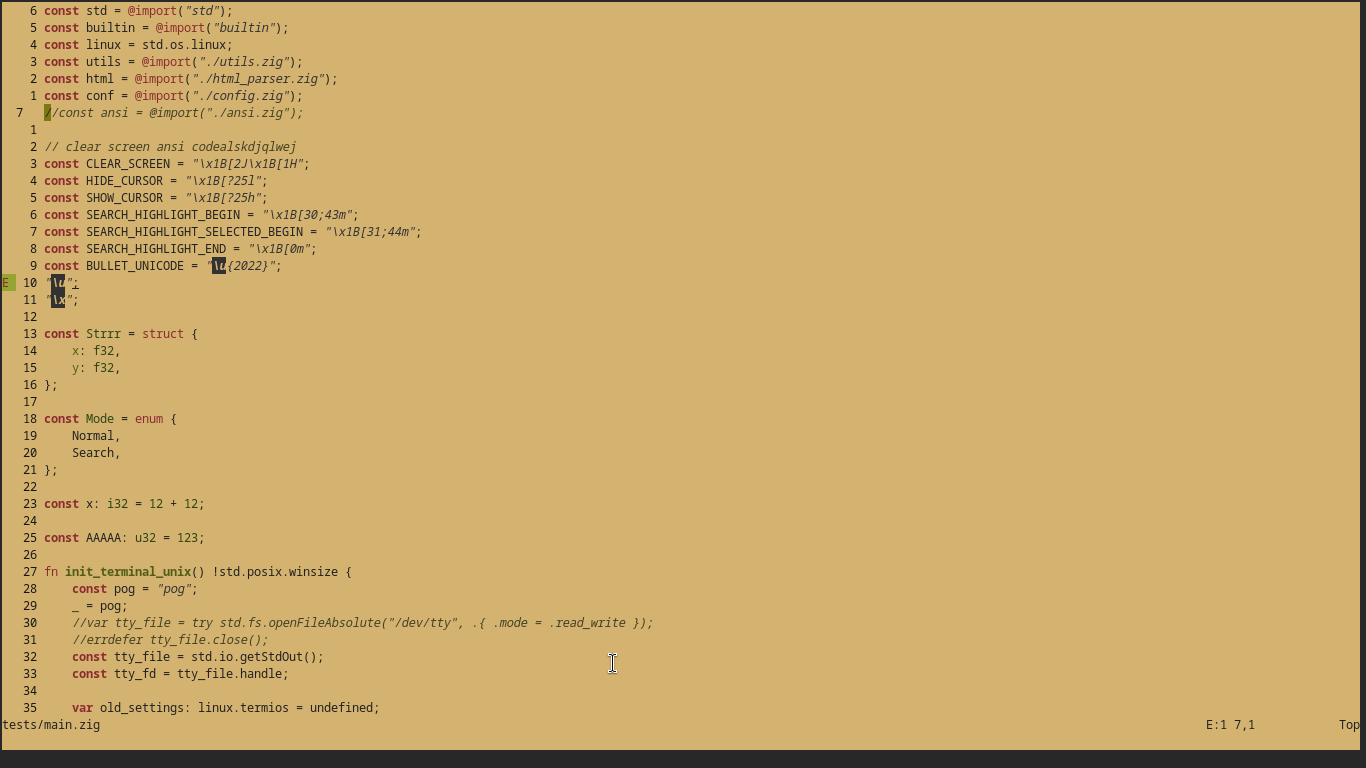 6 const std = @import("std");
5 const builtin = @import("builtin");
4 const linux = std.os.linux;
3 const utils = @import("./utils.zig");
2 const html = @import("./html_parser.zig");
1 const conf = @import("./config.zig");
7 //const ansi = @import("./ansi.zig");
1
2 // clear screen ansi codealskdjqlwej
3 const CLEAR_SCREEN = "\x1B[2J\x1B[1H";
4 const HIDE_CURSOR = "\x1B[?25l";
5 const SHOW_CURSOR = "\x1B[?25h";
6 const SEARCH_HIGHLIGHT_BEGIN = "\x1B[30;43m";
7 const SEARCH_HIGHLIGHT_SELECTED_BEGIN = "\x1B[31;44m";
8 const SEARCH_HIGHLIGHT_END = "\x1B[0m";
9 const BULLET_UNICODE = "\u{2022}";
E 10 "\u";
11 "\x";
12
13 const Strrr = struct {
14     x: f32,
15     y: f32,
16 };
17
18 const Mode = enum {
19     Normal,
20     Search,
21 };
22
23 const x: i32 = 12 + 12;
24
25 const AAAAA: u32 = 123;
26
27 fn init_terminal_unix() !std.posix.winsize {
28     const pog = "pog";
29     _ = pog;
30     //var tty_file = try std.fs.openFileAbsolute("/dev/tty", .{ .mode = .read_write });
31     //errdefer tty_file.close();
32     const tty_file = std.io.getStdOut();
33     const tty_fd = tty_file.handle;
34
35     var old_settings: linux.termios = undefined;
tests/main.zig E:1 7,1 Top